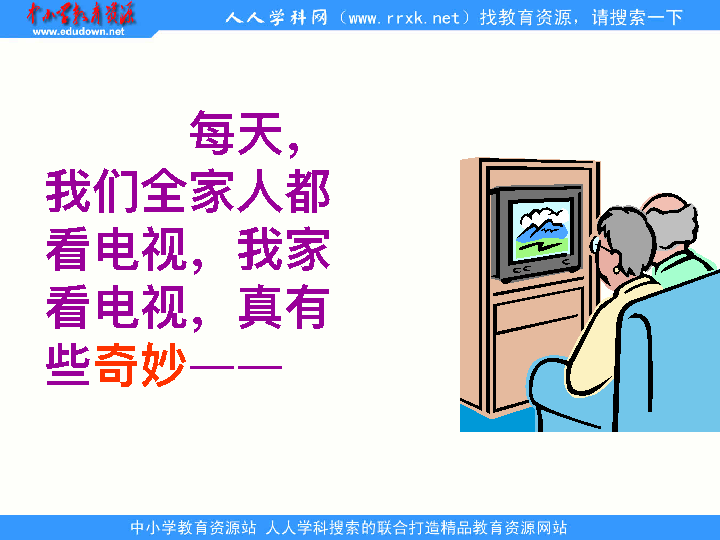 中小学教育资源
www.edudown.net
人人学科网（www.rrxk.net）找教育资源，请搜索一下
每天，
我们全家人都
看电视，我家
看电视，真有
些奇妙——
中小学教育资源站 人人学科搜索的联合打造精品教育资源网站